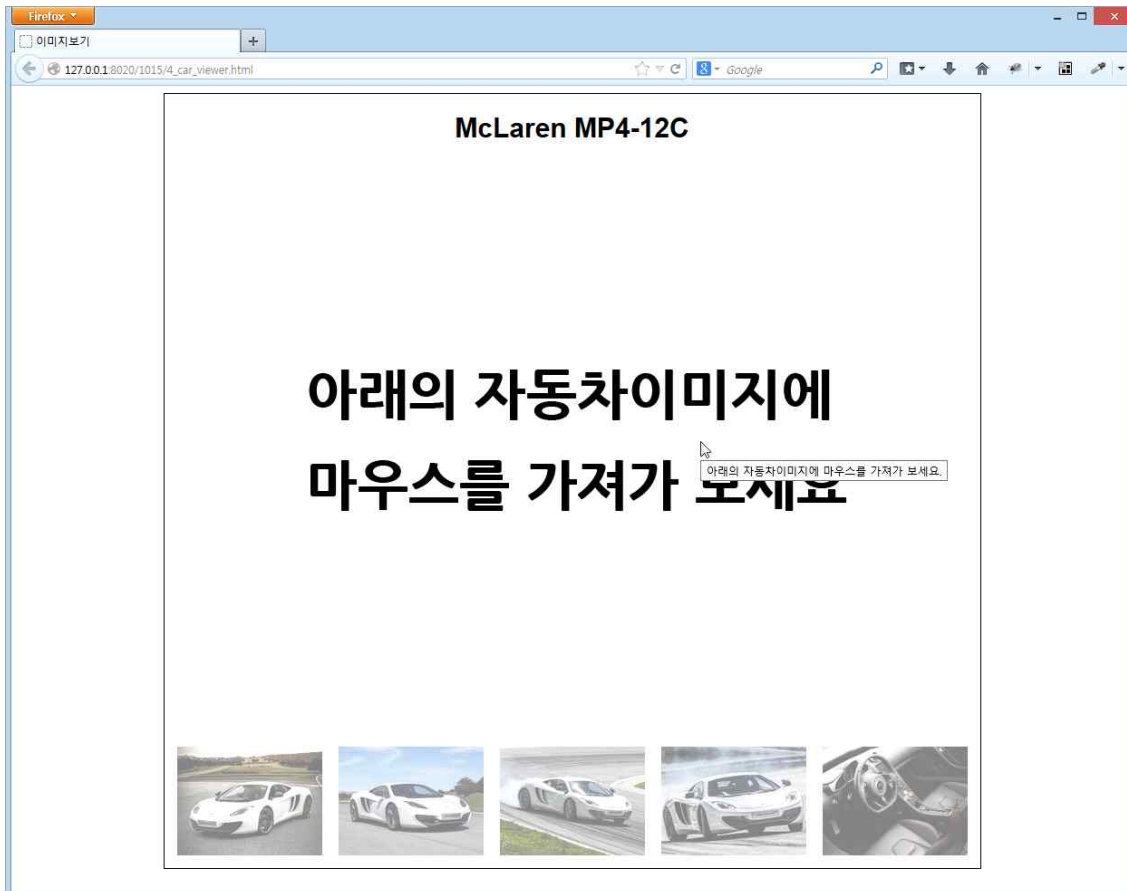 Firefox
이미지보기
127.0.0.1:8020/1015/4_car_viewer.html
Google
McLaren MP4-12C
아래의 자동차이미지에
마우스를 가져가 보세요
아래의 자동차이미지에 마우스를 가져가 보세요.